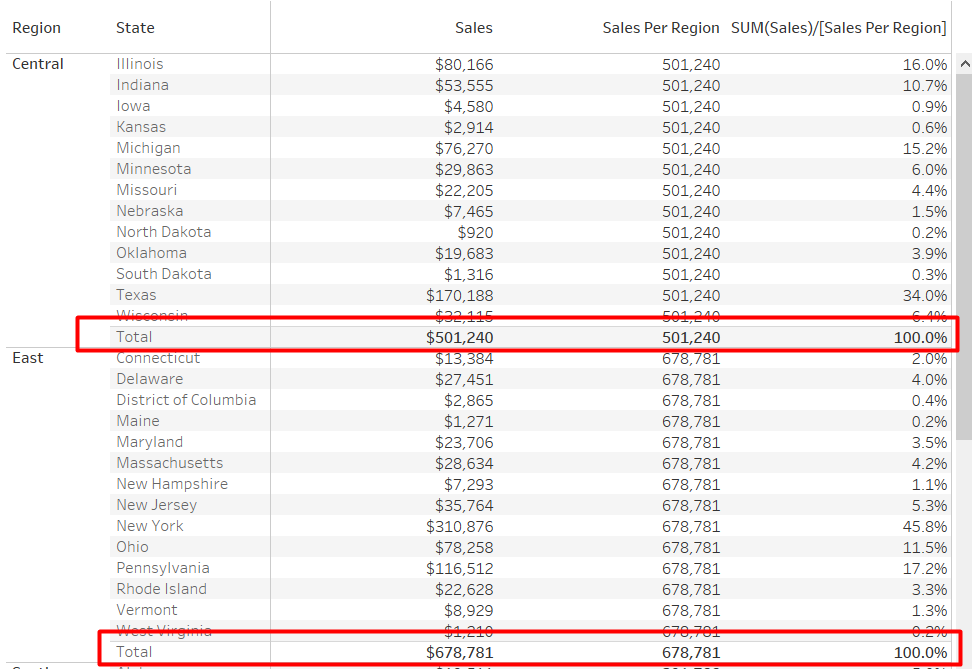 Region State Sales Sales Per Region SUM(Sales)/[Sales Per Region]
Central Illinois $80,166 501,240 16.0%
Indiana $53,555 501,240 10.7%
Iowa $4,580 501,240 0.9%
Kansas $2,914 501,240 0.6%
Michigan $76,270 501,240 15.2%
Minnesota $29,863 501,240 6.0%
Missouri $22,205 501,240 4.4%
Nebraska $7,465 501,240 1.5%
North Dakota $920 501,240 0.2%
Oklahoma $19,683 501,240 3.9%
South Dakota $1,316 501,240 0.3%
Texas $170,188 501,240 34.0%
Wisconsin $32,115 501,240 6.4%
Total $501,240 501,240 100.0%
East Connecticut $13,384 678,781 2.0%
Delaware $27,451 678,781 4.0%
District of Columbia $2,865 678,781 0.4%
Maine $1,271 678,781 0.2%
Maryland $23,706 678,781 3.5%
Massachusetts $28,634 678,781 4.2%
New Hampshire $7,293 678,781 1.1%
New Jersey $35,764 678,781 5.3%
New York $310,876 678,781 45.8%
Ohio $78,258 678,781 11.5%
Pennsylvania $116,512 678,781 17.2%
Rhode Island $22,628 678,781 3.3%
Vermont $8,929 678,781 1.3%
West Virginia $1,210 678,781 0.2%
Total $678,781 678,781 100.0%